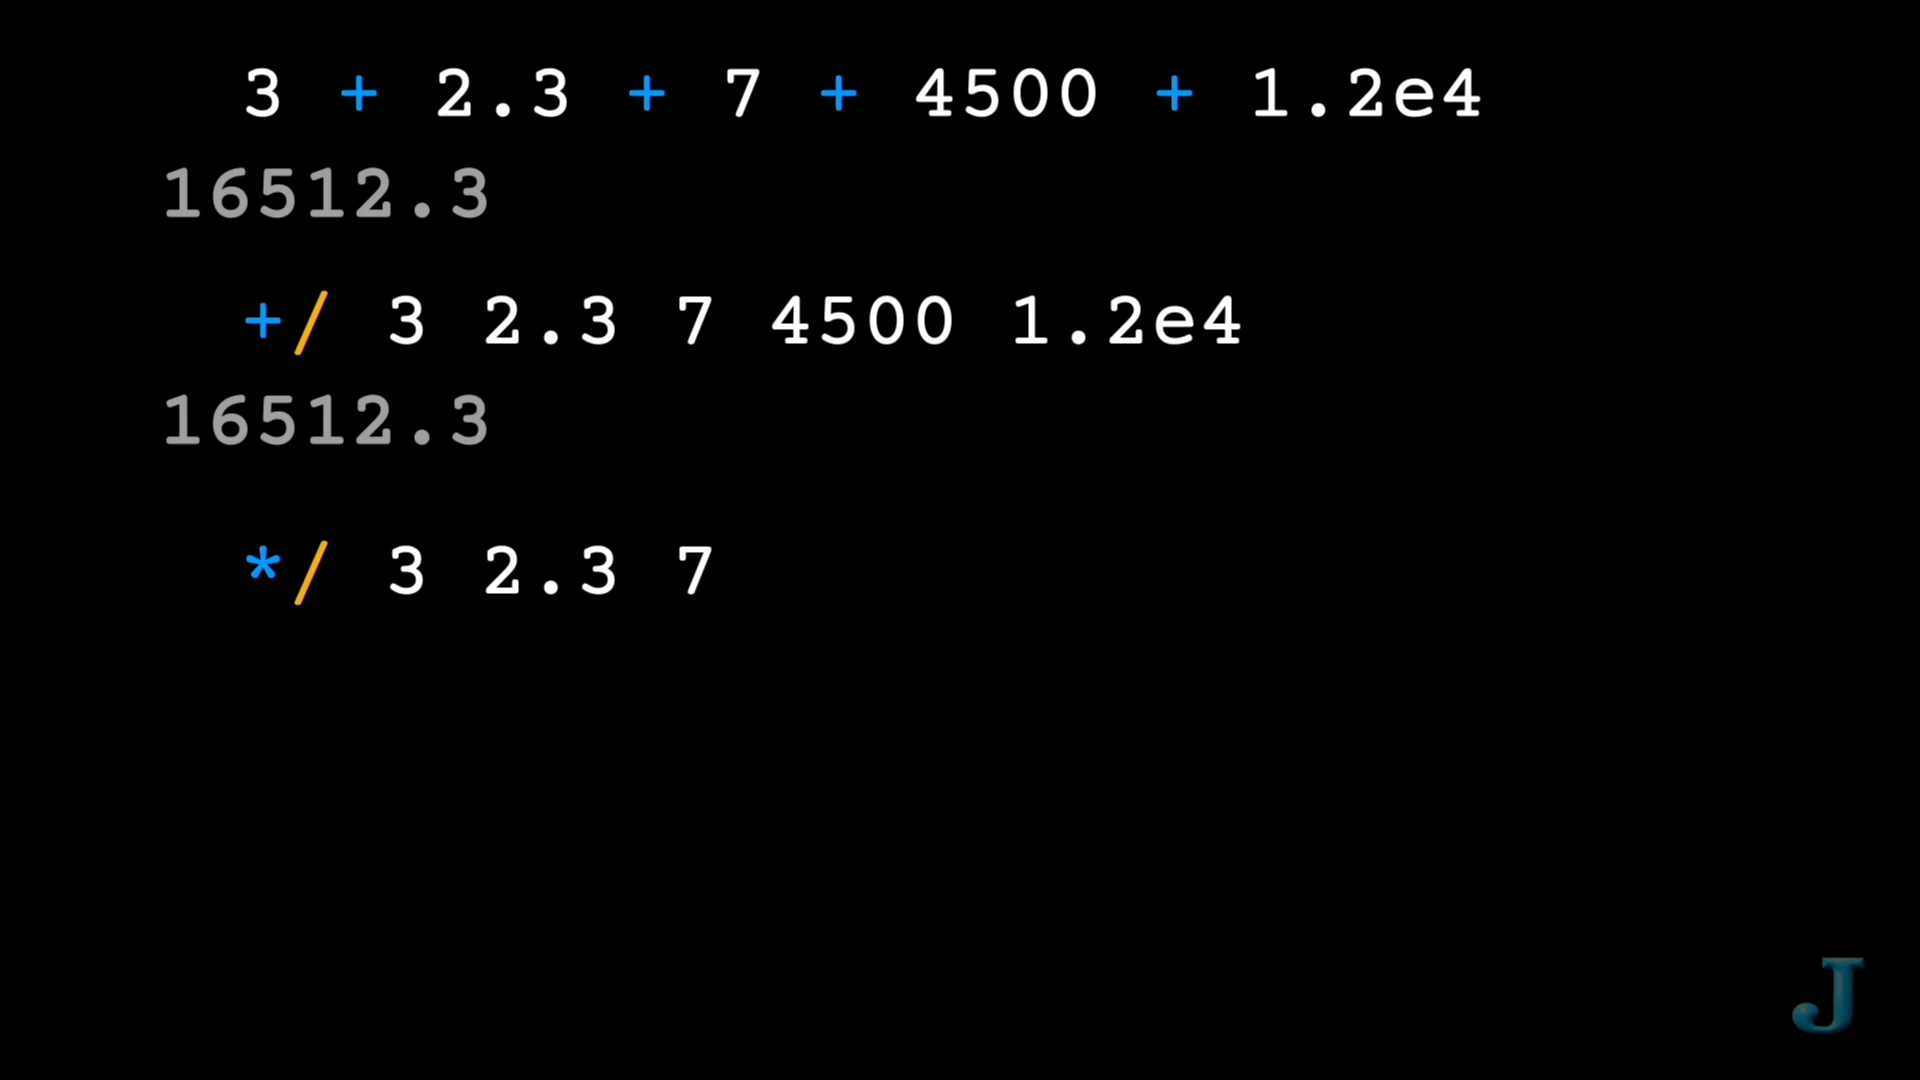 3 + 2.3 + 7 + 4500 + 1.2e4
16512.3
+/ 3 2.3 7 4500 1.2e4
16512.3
*/ 3 2.3 7
J